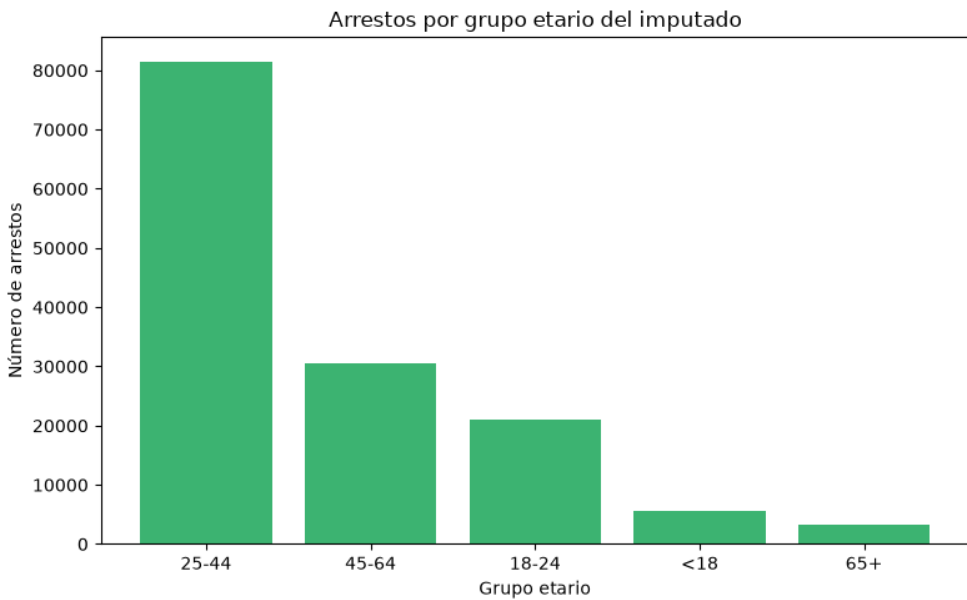 Arrestos por grupo etario del imputado
Número de arrestos
80000
70000
60000
50000
40000
30000
20000
10000
0
25-44 45-64 18-24 <18 65+
Grupo etario